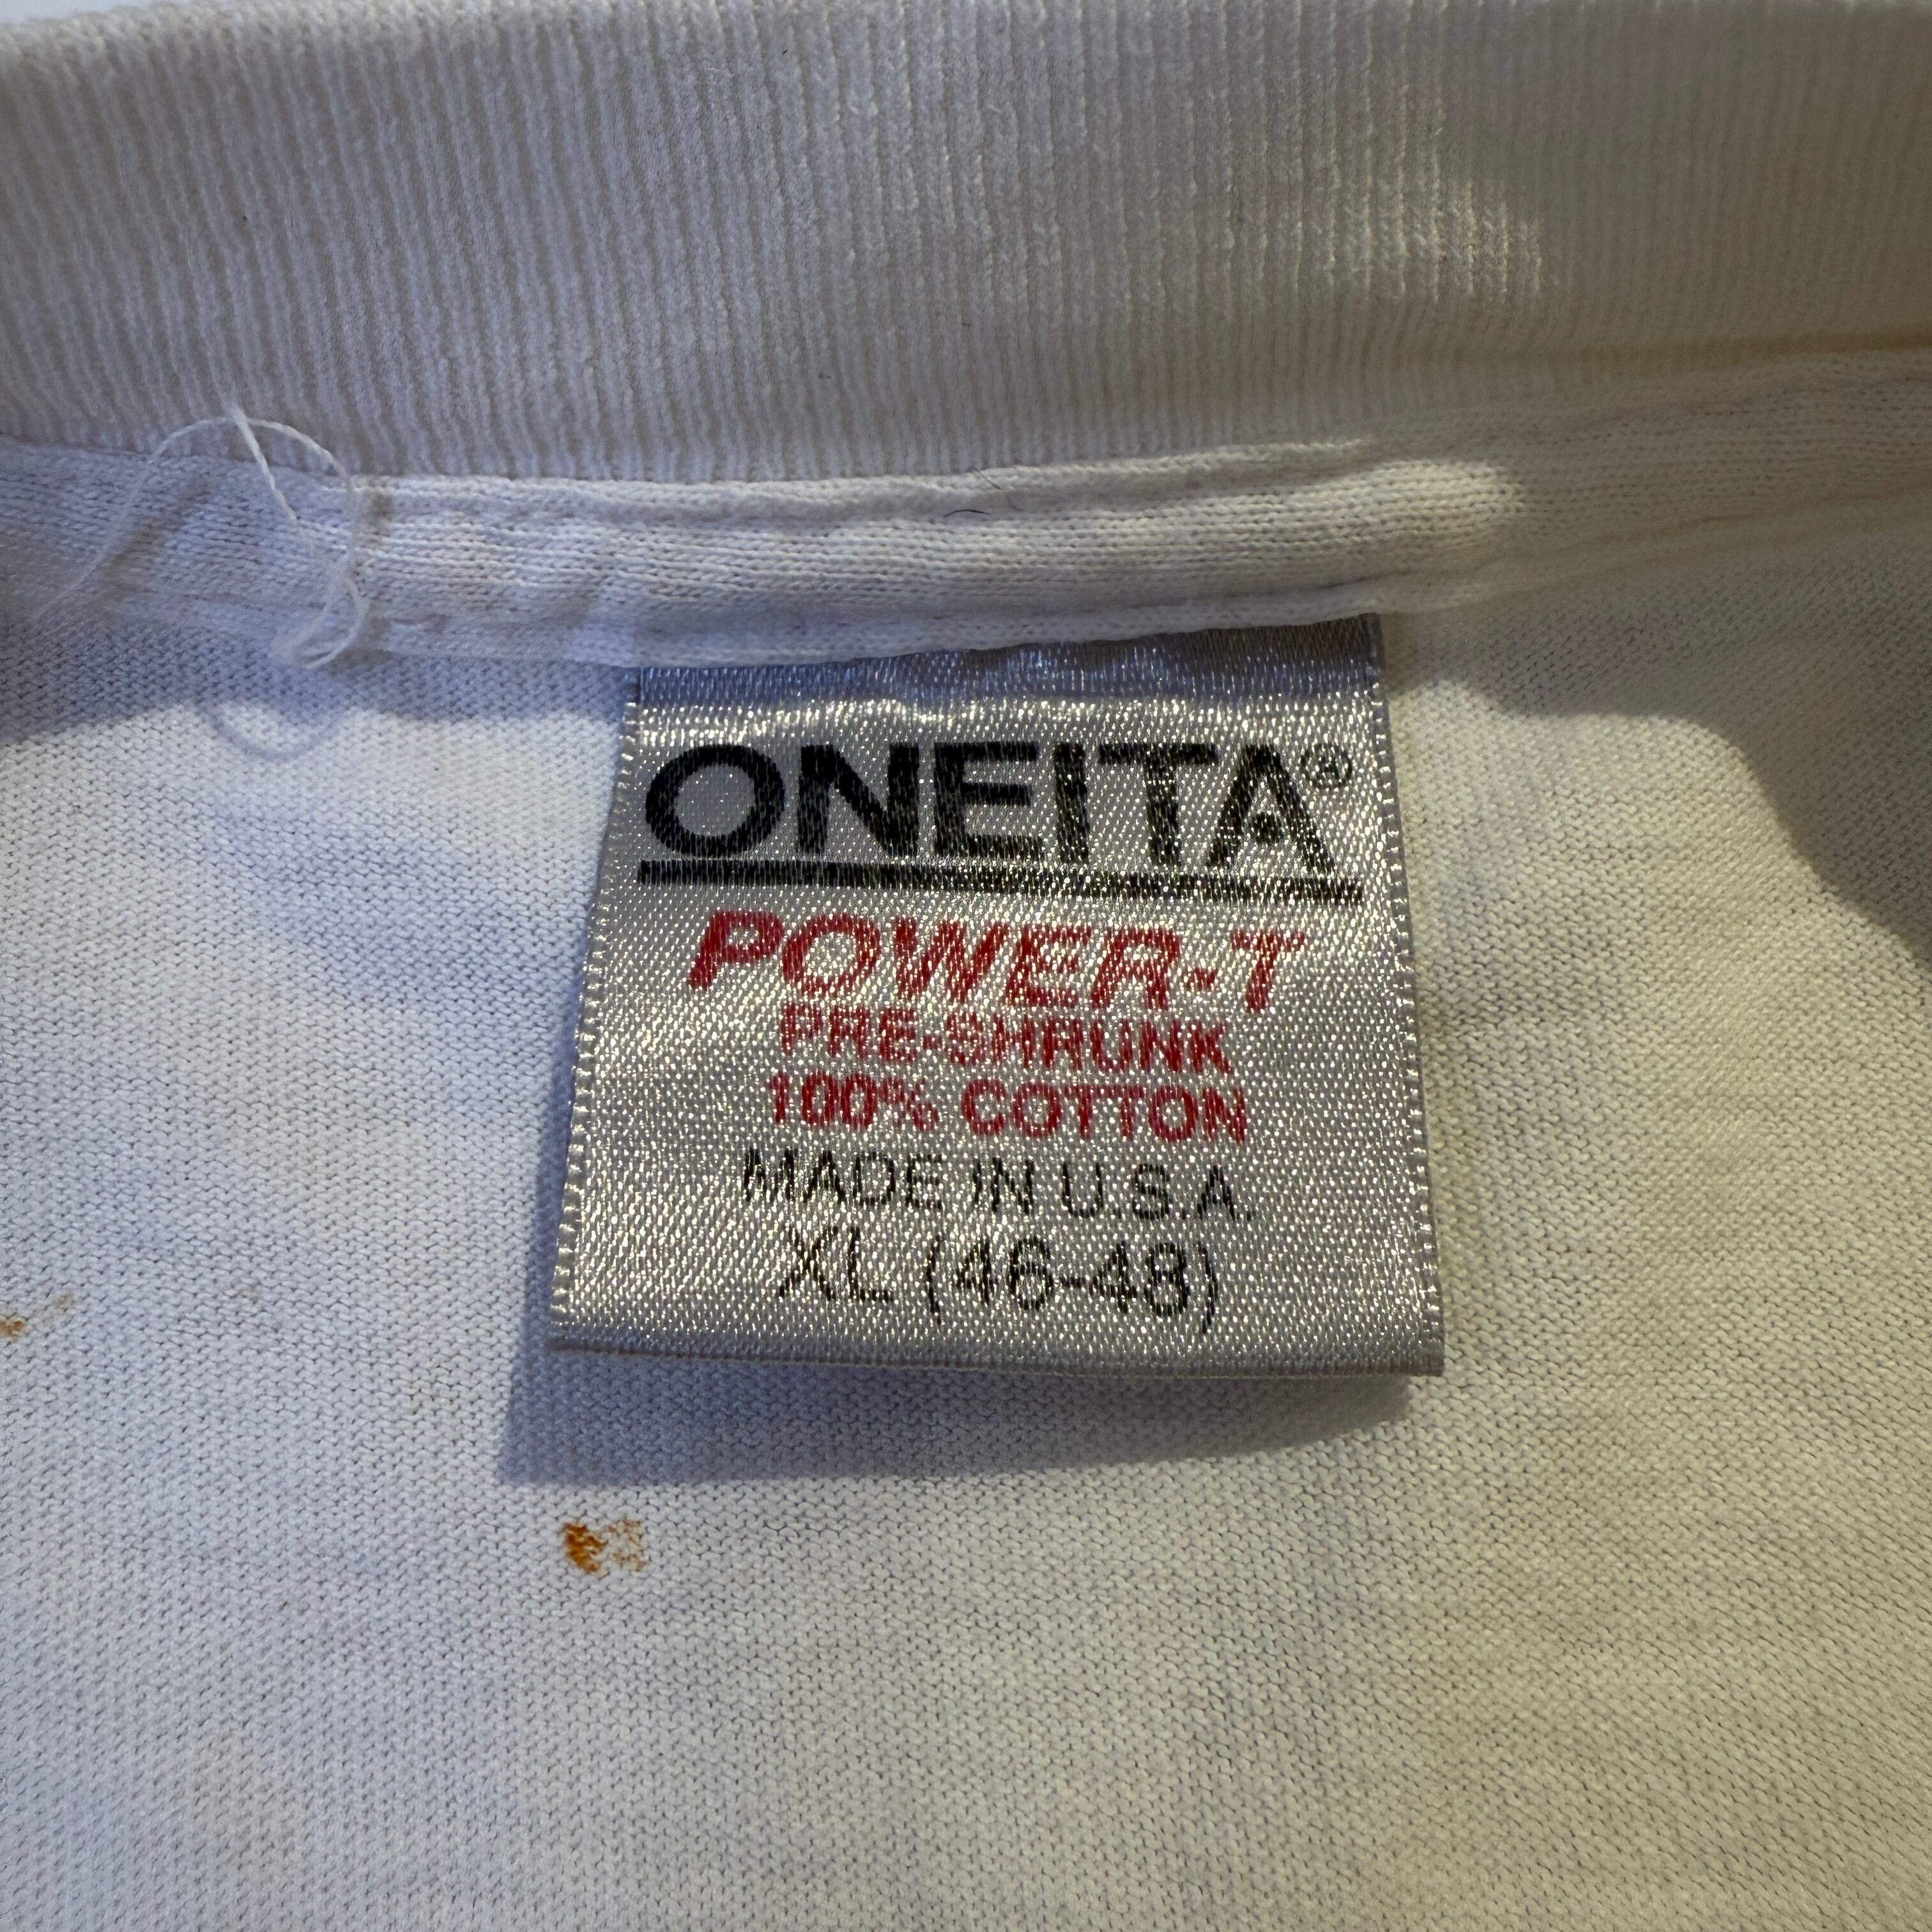 ONEITA®
POWER-T
PRE-SHRUNK
100% COTTON
MADE IN U.S.A.
XL (46-48)